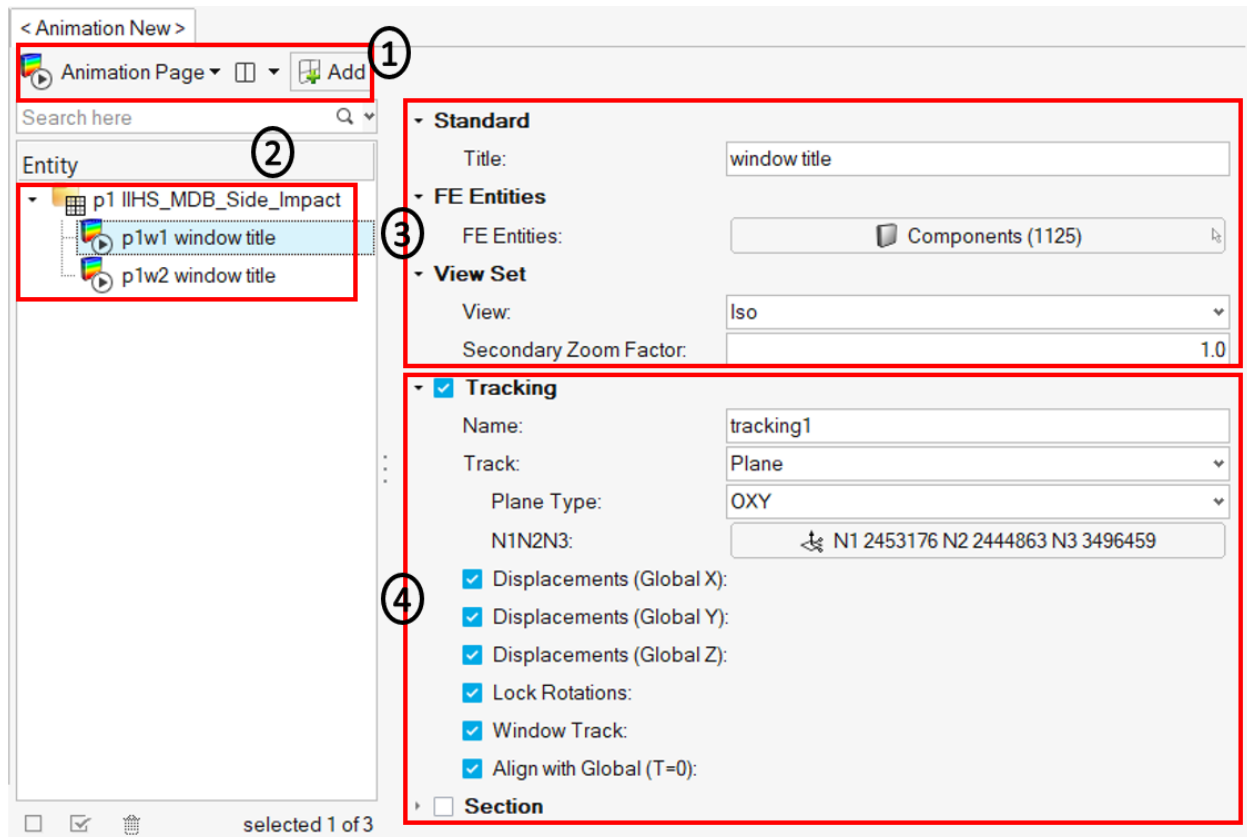 < Animation New >
1
Animation Page Add
Search here
2
Entity
p1 IIHS_MDB_Side_Impact
p1w1 window title
p1w2 window title
selected 1 of 3
3
Standard
Title: window title
FE Entities
FE Entities: Components (1125)
View Set
View: Iso
Secondary Zoom Factor: 1.0
4
Tracking
Name: tracking1
Track: Plane
Plane Type: OXY
N1N2N3: N1 2453176 N2 2444863 N3 3496459
Displacements (Global X):
Displacements (Global Y):
Displacements (Global Z):
Lock Rotations:
Window Track:
Align with Global (T=0):
Section